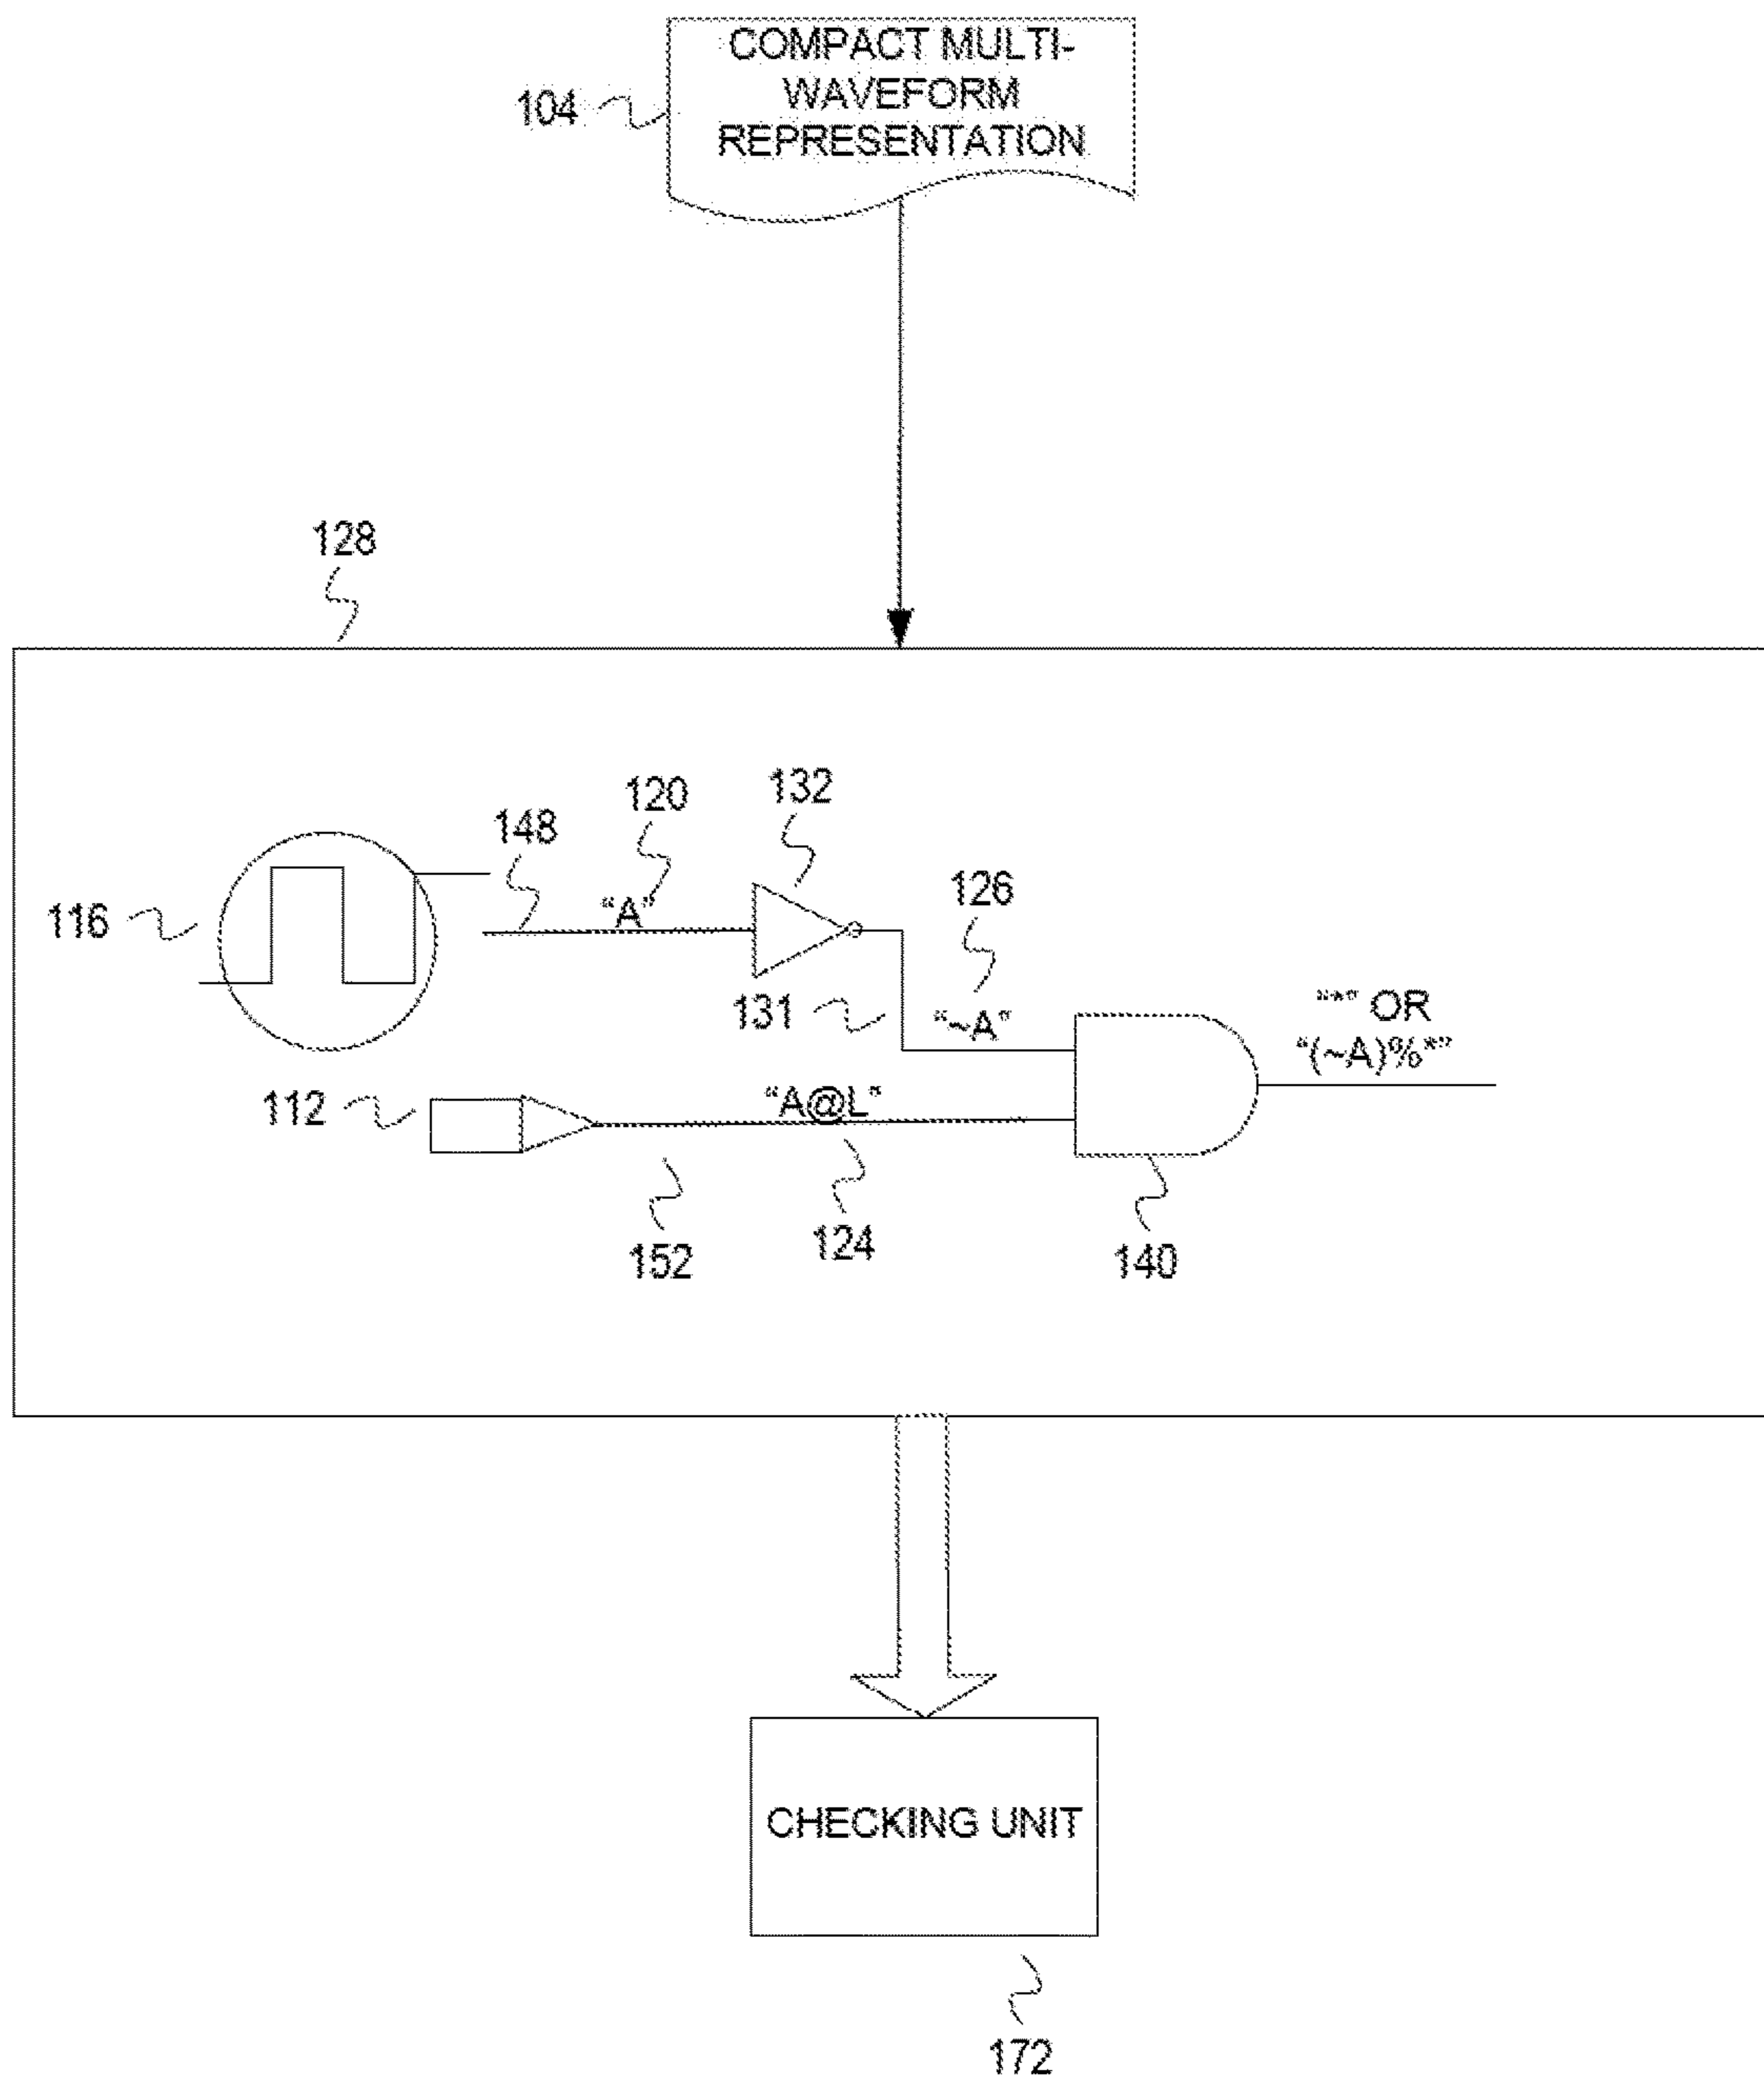 COMPACT MULTI-
WAVEFORM
REPRESENTATION
104
128
132
120
148
126
116
“A”
131
“~A”
“*” OR
“(~A)%*”
112
“A@L”
152
124
140
CHECKING UNIT
172